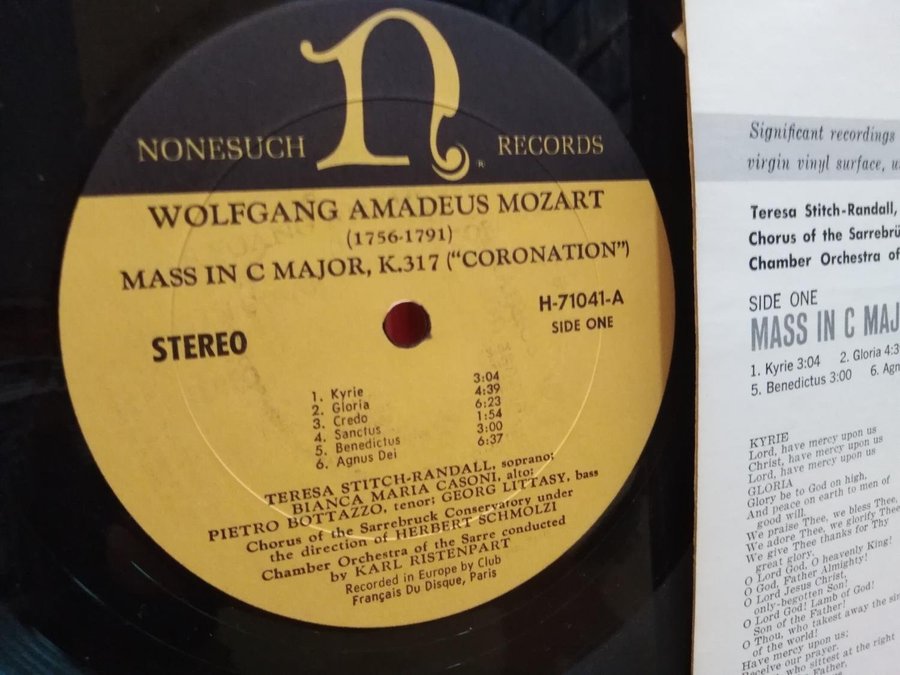 n
NONESUCH RECORDS
®
WOLFGANG AMADEUS MOZART
(1756-1791)
MASS IN C MAJOR, K.317 ("CORONATION")
STEREO
H-71041-A
SIDE ONE
1. Kyrie 3:04
2. Gloria 4:39
3. Credo 6:23
4. Sanctus 1:54
5. Benedictus 3:00
6. Agnus Dei 6:37
TERESA STITCH-RANDALL, soprano;
BIANCA MARIA CASONI, alto;
PIETRO BOTTAZZO, tenor; GEORG LITTASY, bass
Chorus of the Sarrebruck Conservatory under
the direction of HERBERT SCHMOLZI
Chamber Orchestra of the Sarre conducted
by KARL RISTENPART
Recorded in Europe by Club
Français Du Disque, Paris
Significant recordings
virgin vinyl surface, u
Teresa Stitch-Randall,
Chorus of the Sarrebrü
Chamber Orchestra of
SIDE ONE
MASS IN C MAJ
1. Kyrie 3:04 2. Gloria 4:3
5. Benedictus 3:00 6. Agn
KYRIE
Lord, have mercy upon us
Christ, have mercy upon us
Lord, have mercy upon us
GLORIA
Glory be to God on high,
And peace on earth to men of
good will.
We praise Thee, we bless Thee,
We adore Thee, we glorify Thee
We give Thee thanks for Thy
great glory,
O Lord God, O heavenly King!
O God, Father Almighty!
O Lord Jesus Christ,
only-begotten Son!
O Lord God! Lamb of God!
Son of the Father!
O Thou, who takest away the sin
of the world!
Have mercy upon us;
Receive our prayer.
who sittest at the right
Father,